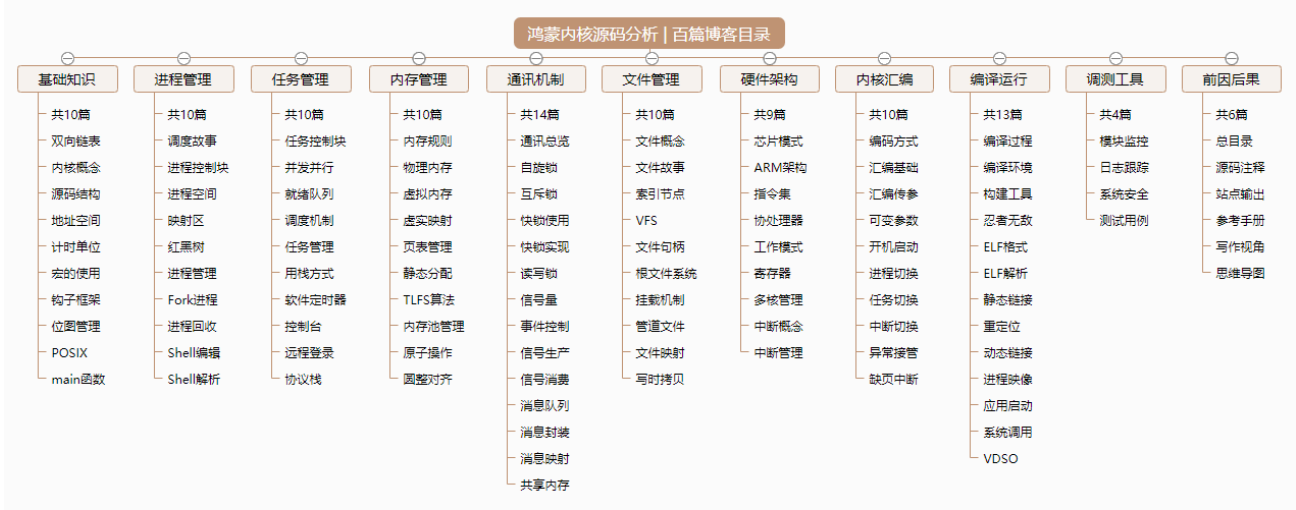 鸿蒙内核源码分析 | 百篇博客目录
基础知识
共10篇
双向链表
内核概念
源码结构
地址空间
计时单位
宏的使用
钩子框架
位图管理
POSIX
main函数
进程管理
共10篇
调度故事
进程控制块
进程空间
映射区
红黑树
进程管理
Fork进程
进程回收
Shell编辑
Shell解析
任务管理
共10篇
任务控制块
并发并行
就绪队列
调度机制
任务管理
用栈方式
软件定时器
控制台
远程登录
协议栈
内存管理
共10篇
内存规则
物理内存
虚拟内存
虚实映射
页表管理
静态分配
TLFS算法
内存池管理
原子操作
圆整对齐
通讯机制
共14篇
通讯总览
自旋锁
互斥锁
快锁使用
快锁实现
读写锁
信号量
事件控制
信号生产
信号消费
消息队列
消息封装
消息映射
共享内存
文件管理
共10篇
文件概念
文件故事
索引节点
VFS
文件句柄
根文件系统
挂载机制
管道文件
文件映射
写时拷贝
硬件架构
共9篇
芯片模式
ARM架构
指令集
协处理器
工作模式
寄存器
多核管理
中断概念
中断管理
内核汇编
共10篇
编码方式
汇编基础
汇编传参
可变参数
开机启动
进程切换
任务切换
中断切换
异常接管
缺页中断
编译运行
共13篇
编译过程
编译环境
构建工具
忍者无敌
ELF格式
ELF解析
静态链接
重定位
动态链接
进程映像
应用启动
系统调用
VDSO
调测工具
共4篇
模块监控
日志跟踪
系统安全
测试用例
前因后果
共6篇
总目录
源码注释
站点输出
参考手册
写作视角
思维导图